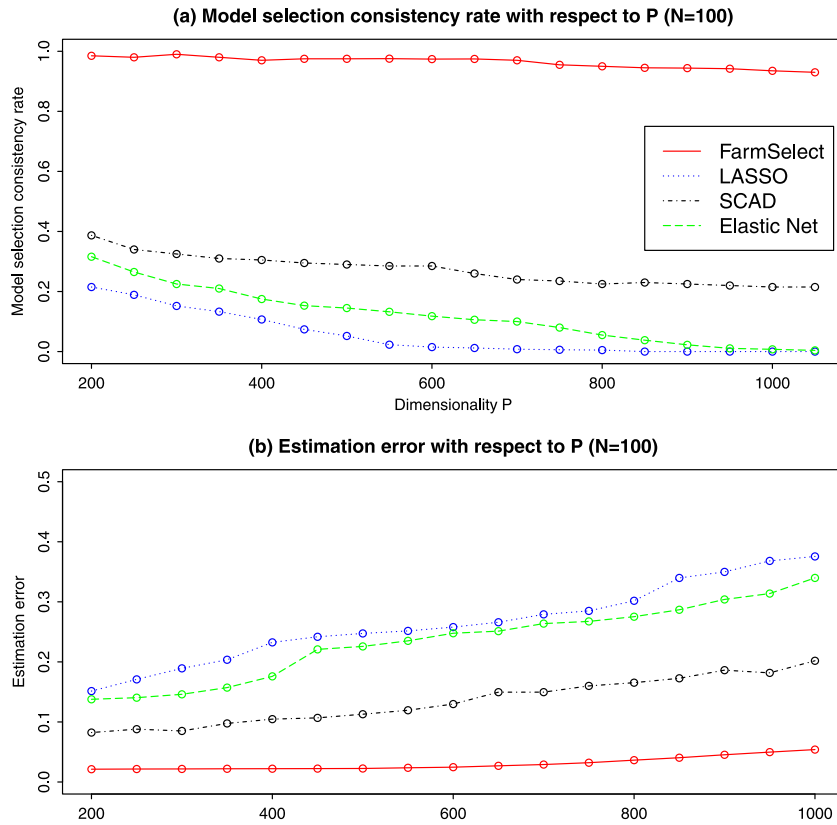 (a) Model selection consistency rate with respect to P (N=100)
Model selection consistency rate
1.0
0.8
0.6
0.4
0.2
0.0
FarmSelect
LASSO
SCAD
Elastic Net
200 400 600 800 1000
Dimensionality P
(b) Estimation error with respect to P (N=100)
Estimation error
0.5
0.4
0.3
0.2
0.1
0.0
200 400 600 800 1000